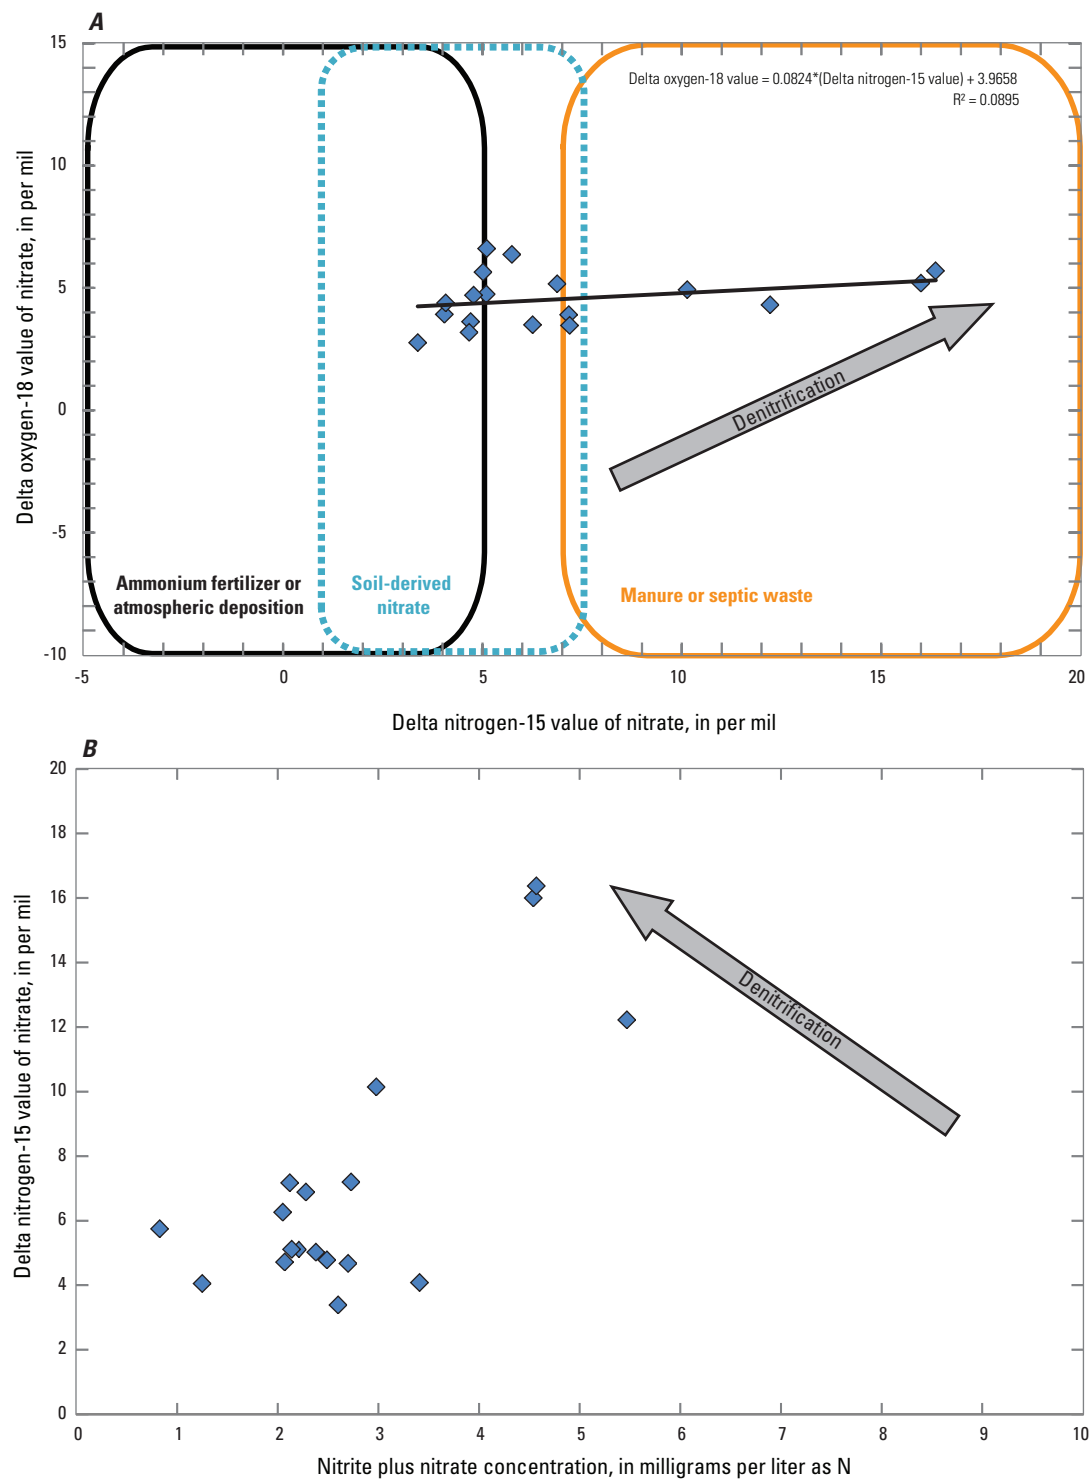 A
15
10
5
0
-5
-10
Delta oxygen-18 value of nitrate, in per mil
Delta oxygen-18 value = 0.0824*(Delta nitrogen-15 value) + 3.9658
R² = 0.0895
Denitrification
Ammonium fertilizer or
atmospheric deposition
Soil-derived
nitrate
Manure or septic waste
-5 0 5 10 15 20
Delta nitrogen-15 value of nitrate, in per mil
B
20
18
16
14
12
10
8
6
4
2
0
Delta nitrogen-15 value of nitrate, in per mil
Denitrification
0 1 2 3 4 5 6 7 8 9 10
Nitrite plus nitrate concentration, in milligrams per liter as N